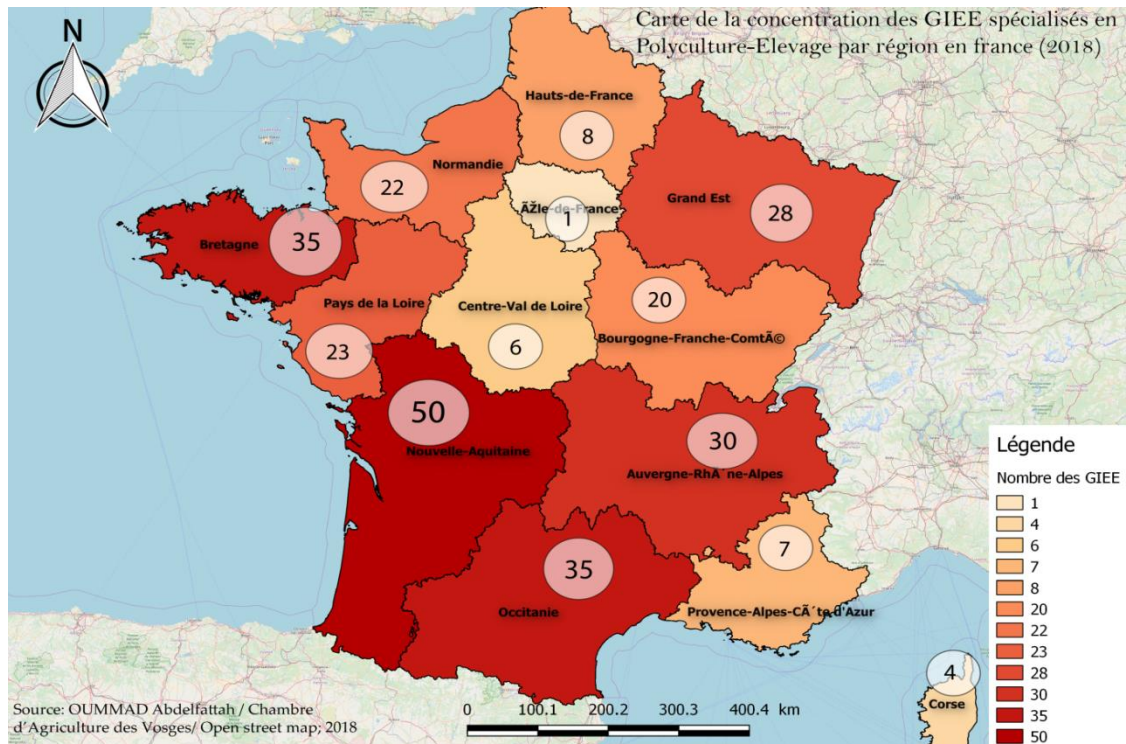 Carte de la concentration des GIEE spécialisés en
Polyculture-Elevage par région en france (2018)
N
Hauts-de-France
8
Normandie
22
ÃŽle-de-France
1
Grand Est
28
Bretagne
35
Pays de la Loire
23
Centre-Val de Loire
6
20
Bourgogne-Franche-ComtÃ©
50
Nouvelle-Aquitaine
30
Auvergne-RhÃ´ne-Alpes
35
Occitanie
7
Provence-Alpes-CÃ´te d'Azur
4
Corse
Légende
Nombre des GIEE
1
4
6
7
8
20
22
23
28
30
35
50
Source: OUMMAD Abdelfattah / Chambre
d'Agriculture des Vosges/ Open street map; 2018
0 100.1 200.2 300.3 400.4 km